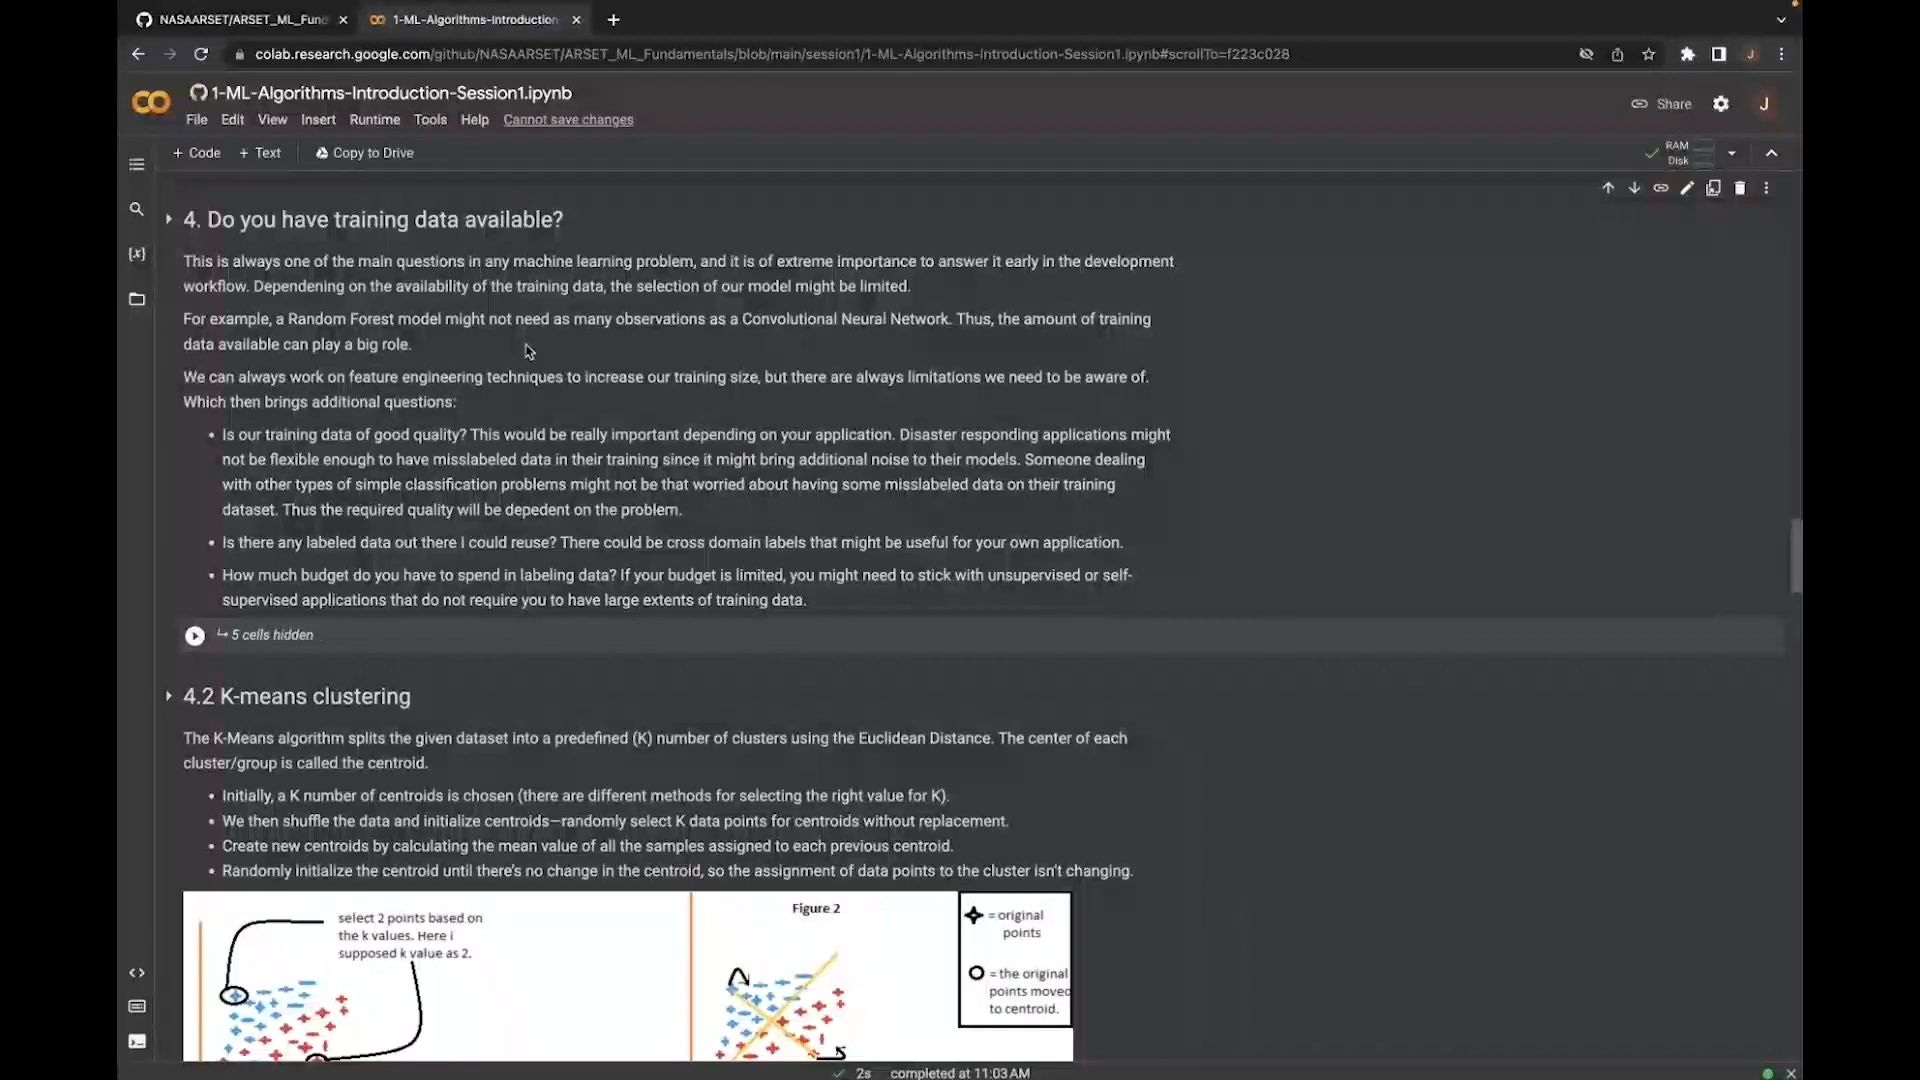 NASAARSET/ARSET_ML_Fund
1-ML-Algorithms-Introduction
colab.research.google.com/github/NASAARSET/ARSET_ML_Fundamentals/blob/main/session1/1-ML-Algorithms-Introduction-Session1.ipynb#scrollTo=f223c028
J
1-ML-Algorithms-Introduction-Session1.ipynb
Share
J
File Edit View Insert Runtime Tools Help Cannot save changes
+ Code + Text Copy to Drive
RAM
Disk
4. Do you have training data available?
This is always one of the main questions in any machine learning problem, and it is of extreme importance to answer it early in the development
workflow. Dependening on the availability of the training data, the selection of our model might be limited.
For example, a Random Forest model might not need as many observations as a Convolutional Neural Network. Thus, the amount of training
data available can play a big role.
We can always work on feature engineering techniques to increase our training size, but there are always limitations we need to be aware of.
Which then brings additional questions:
• Is our training data of good quality? This would be really important depending on your application. Disaster responding applications might
not be flexible enough to have misslabeled data in their training since it might bring additional noise to their models. Someone dealing
with other types of simple classification problems might not be that worried about having some misslabeled data on their training
dataset. Thus the required quality will be depedent on the problem.
• Is there any labeled data out there I could reuse? There could be cross domain labels that might be useful for your own application.
• How much budget do you have to spend in labeling data? If your budget is limited, you might need to stick with unsupervised or self-
supervised applications that do not require you to have large extents of training data.
5 cells hidden
4.2 K-means clustering
The K-Means algorithm splits the given dataset into a predefined (K) number of clusters using the Euclidean Distance. The center of each
cluster/group is called the centroid.
• Initially, a K number of centroids is chosen (there are different methods for selecting the right value for K).
• We then shuffle the data and initialize centroids—randomly select K data points for centroids without replacement.
• Create new centroids by calculating the mean value of all the samples assigned to each previous centroid.
• Randomly initialize the centroid until there's no change in the centroid, so the assignment of data points to the cluster isn't changing.
select 2 points based on
the k values. Here i
supposed k value as 2.
Figure 2
= original
points
= the original
points moved
to centroid.
2s completed at 11:03 AM